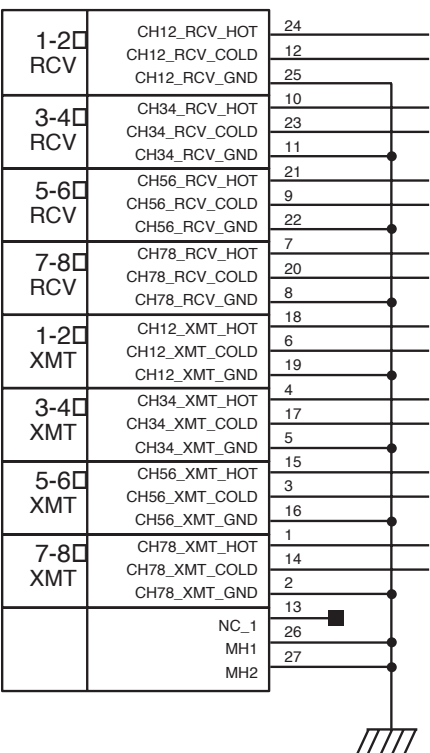 1-2 RCV
CH12_RCV_HOT 24
CH12_RCV_COLD 12
CH12_RCV_GND 25
3-4 RCV
CH34_RCV_HOT 10
CH34_RCV_COLD 23
CH34_RCV_GND 11
5-6 RCV
CH56_RCV_HOT 21
CH56_RCV_COLD 9
CH56_RCV_GND 22
7-8 RCV
CH78_RCV_HOT 7
CH78_RCV_COLD 20
CH78_RCV_GND 8
1-2 XMT
CH12_XMT_HOT 18
CH12_XMT_COLD 6
CH12_XMT_GND 19
3-4 XMT
CH34_XMT_HOT 4
CH34_XMT_COLD 17
CH34_XMT_GND 5
5-6 XMT
CH56_XMT_HOT 15
CH56_XMT_COLD 3
CH56_XMT_GND 16
7-8 XMT
CH78_XMT_HOT 1
CH78_XMT_COLD 14
CH78_XMT_GND 2
NC_1 13
MH1 26
MH2 27